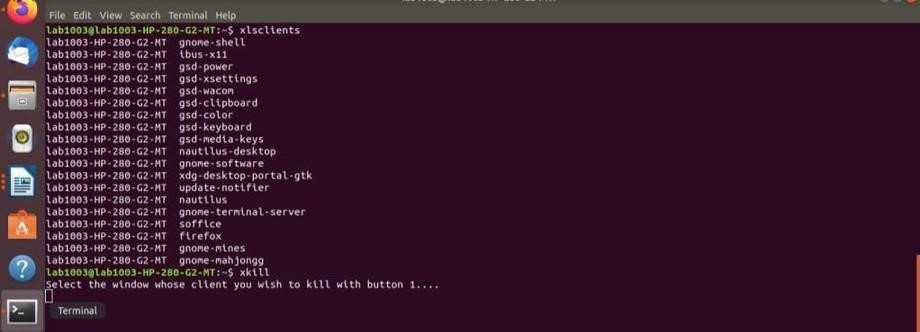 File Edit View Search Terminal Help
lab1003@lab1003-HP-280-G2-MT:~$ xlsclients
lab1003-HP-280-G2-MT gnome-shell
lab1003-HP-280-G2-MT ibus-x11
lab1003-HP-280-G2-MT gsd-power
lab1003-HP-280-G2-MT gsd-xsettings
lab1003-HP-280-G2-MT gsd-wacom
lab1003-HP-280-G2-MT gsd-clipboard
lab1003-HP-280-G2-MT gsd-color
lab1003-HP-280-G2-MT gsd-keyboard
lab1003-HP-280-G2-MT gsd-media-keys
lab1003-HP-280-G2-MT nautilus-desktop
lab1003-HP-280-G2-MT gnome-software
lab1003-HP-280-G2-MT xdg-desktop-portal-gtk
lab1003-HP-280-G2-MT update-notifier
lab1003-HP-280-G2-MT nautilus
lab1003-HP-280-G2-MT gnome-terminal-server
lab1003-HP-280-G2-MT soffice
lab1003-HP-280-G2-MT firefox
lab1003-HP-280-G2-MT gnome-mines
lab1003-HP-280-G2-MT gnome-mahjongg
lab1003@lab1003-HP-280-G2-MT:~$ xkill
Select the window whose client you wish to kill with button 1....
Terminal